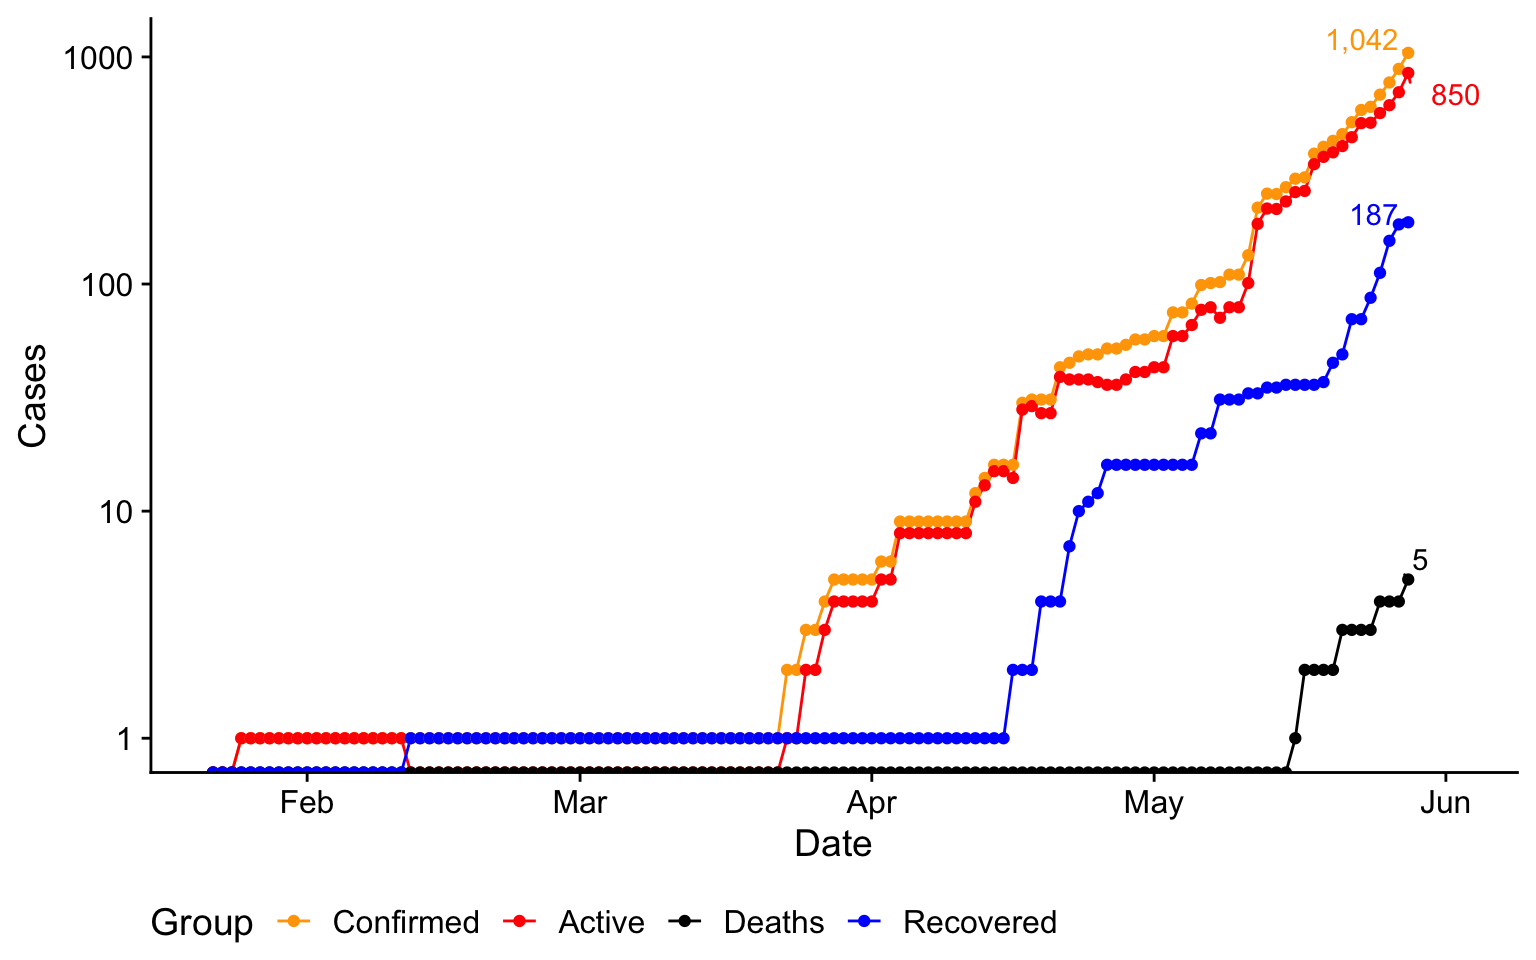 1,042
1000
850
187
100
Cases
10
5
1
Feb Mar Apr May Jun
Date
Group Confirmed Active Deaths Recovered